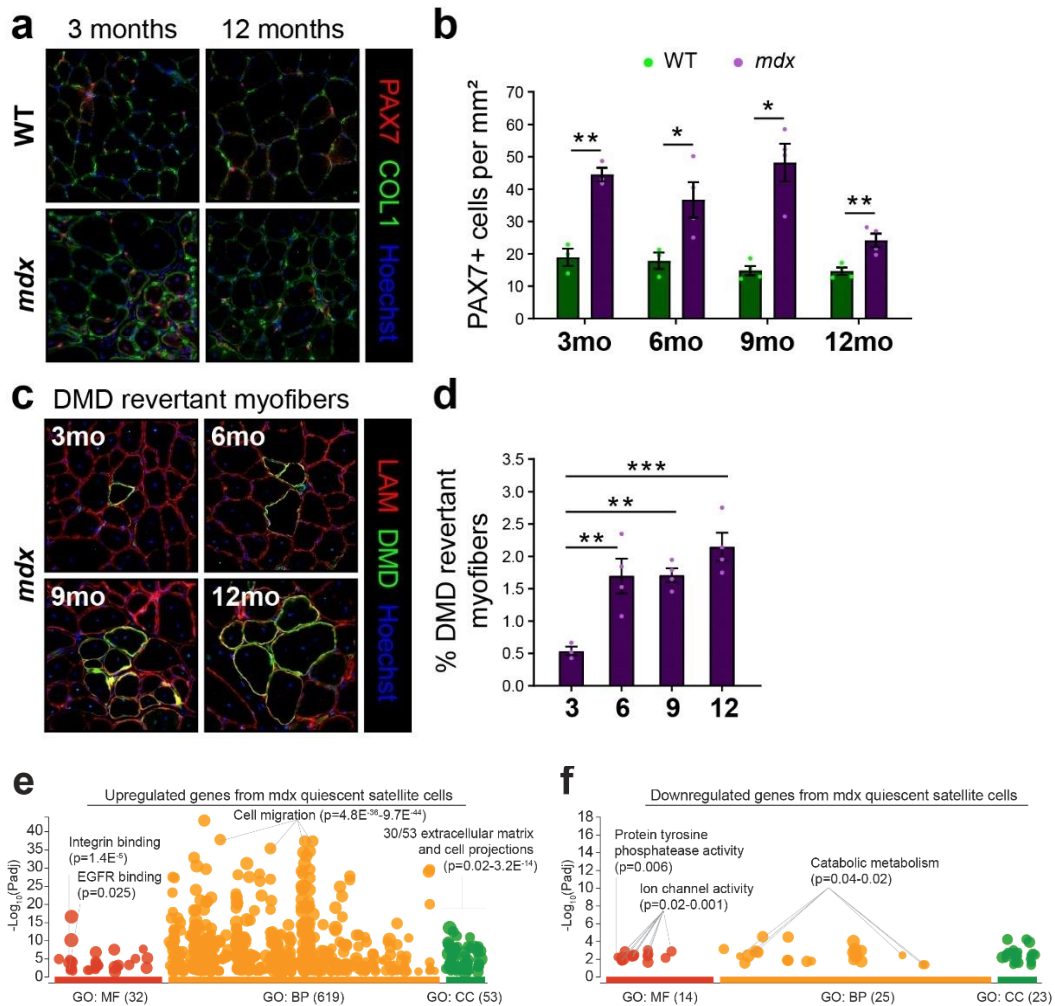 a
3 months
12 months
WT
mdx
PAX7 COL1 Hoechst
b
WT
mdx
PAX7+ cells per mm²
70
60
50
40
30
20
10
0
**
*
*
**
3mo
6mo
9mo
12mo
c
DMD revertant myofibers
3mo
6mo
9mo
12mo
mdx
LAM DMD Hoechst
d
% DMD revertant
myofibers
3.5
3.0
2.5
2.0
1.5
1.0
0.5
0.0
***
**
**
3
6
9
12
e
Upregulated genes from mdx quiescent satellite cells
-Log10(Padj)
40
35
30
25
20
15
10
5
0
Integrin binding
(p=1.4E-5)
EGFR binding
(p=0.025)
Cell migration (p=4.8E-36-9.7E-44)
30/53 extracellular matrix
and cell projections
(p=0.02-3.2E-14)
GO: MF (32)
GO: BP (619)
GO: CC (53)
f
Downregulated genes from mdx quiescent satellite cells
-Log10(Padj)
18
16
14
12
10
8
6
4
2
0
Protein tyrosine
phosphatease activity
(p=0.006)
Ion channel activity
(p=0.02-0.001)
Catabolic metabolism
(p=0.04-0.02)
GO: MF (14)
GO: BP (25)
GO: CC (23)